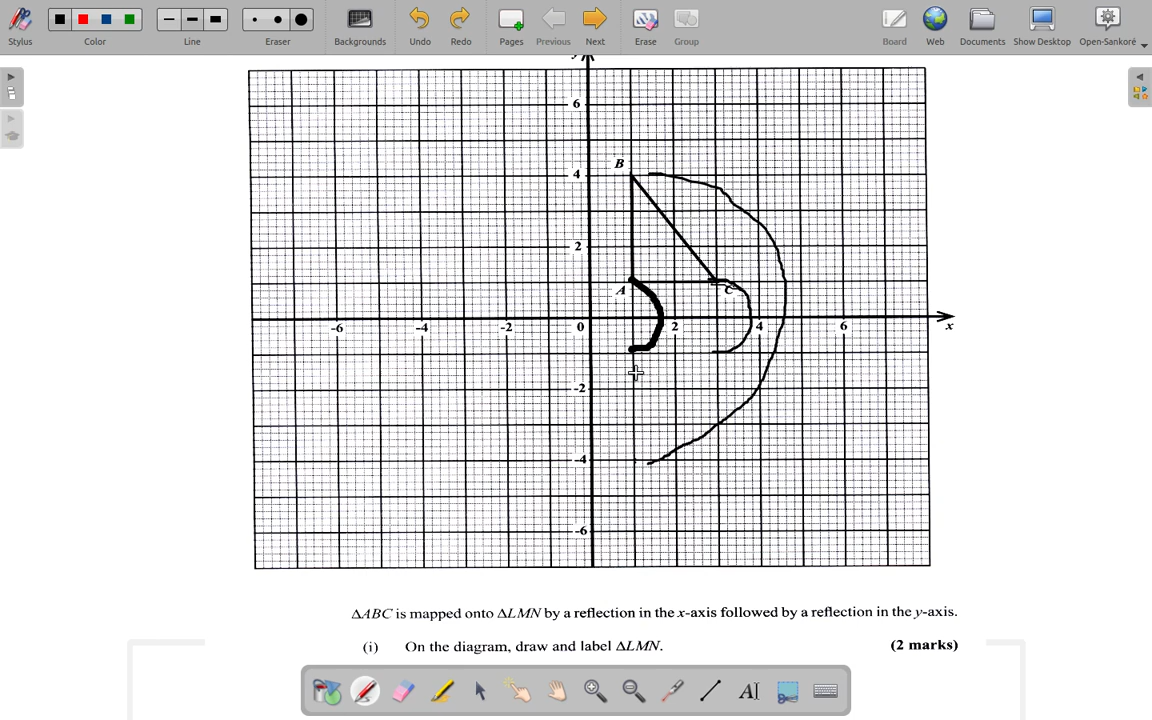 Stylus Color Line Eraser Backgrounds Undo Redo Pages Previous Next Erase Group Board Web Documents Show Desktop Open-Sankoré
y
6
B
4
2
A C
-6 -4 -2 0 2 4 6 x
-2
-4
-6
ΔABC is mapped onto ΔLMN by a reflection in the x-axis followed by a reflection in the y-axis.
(i) On the diagram, draw and label ΔLMN. (2 marks)
AI